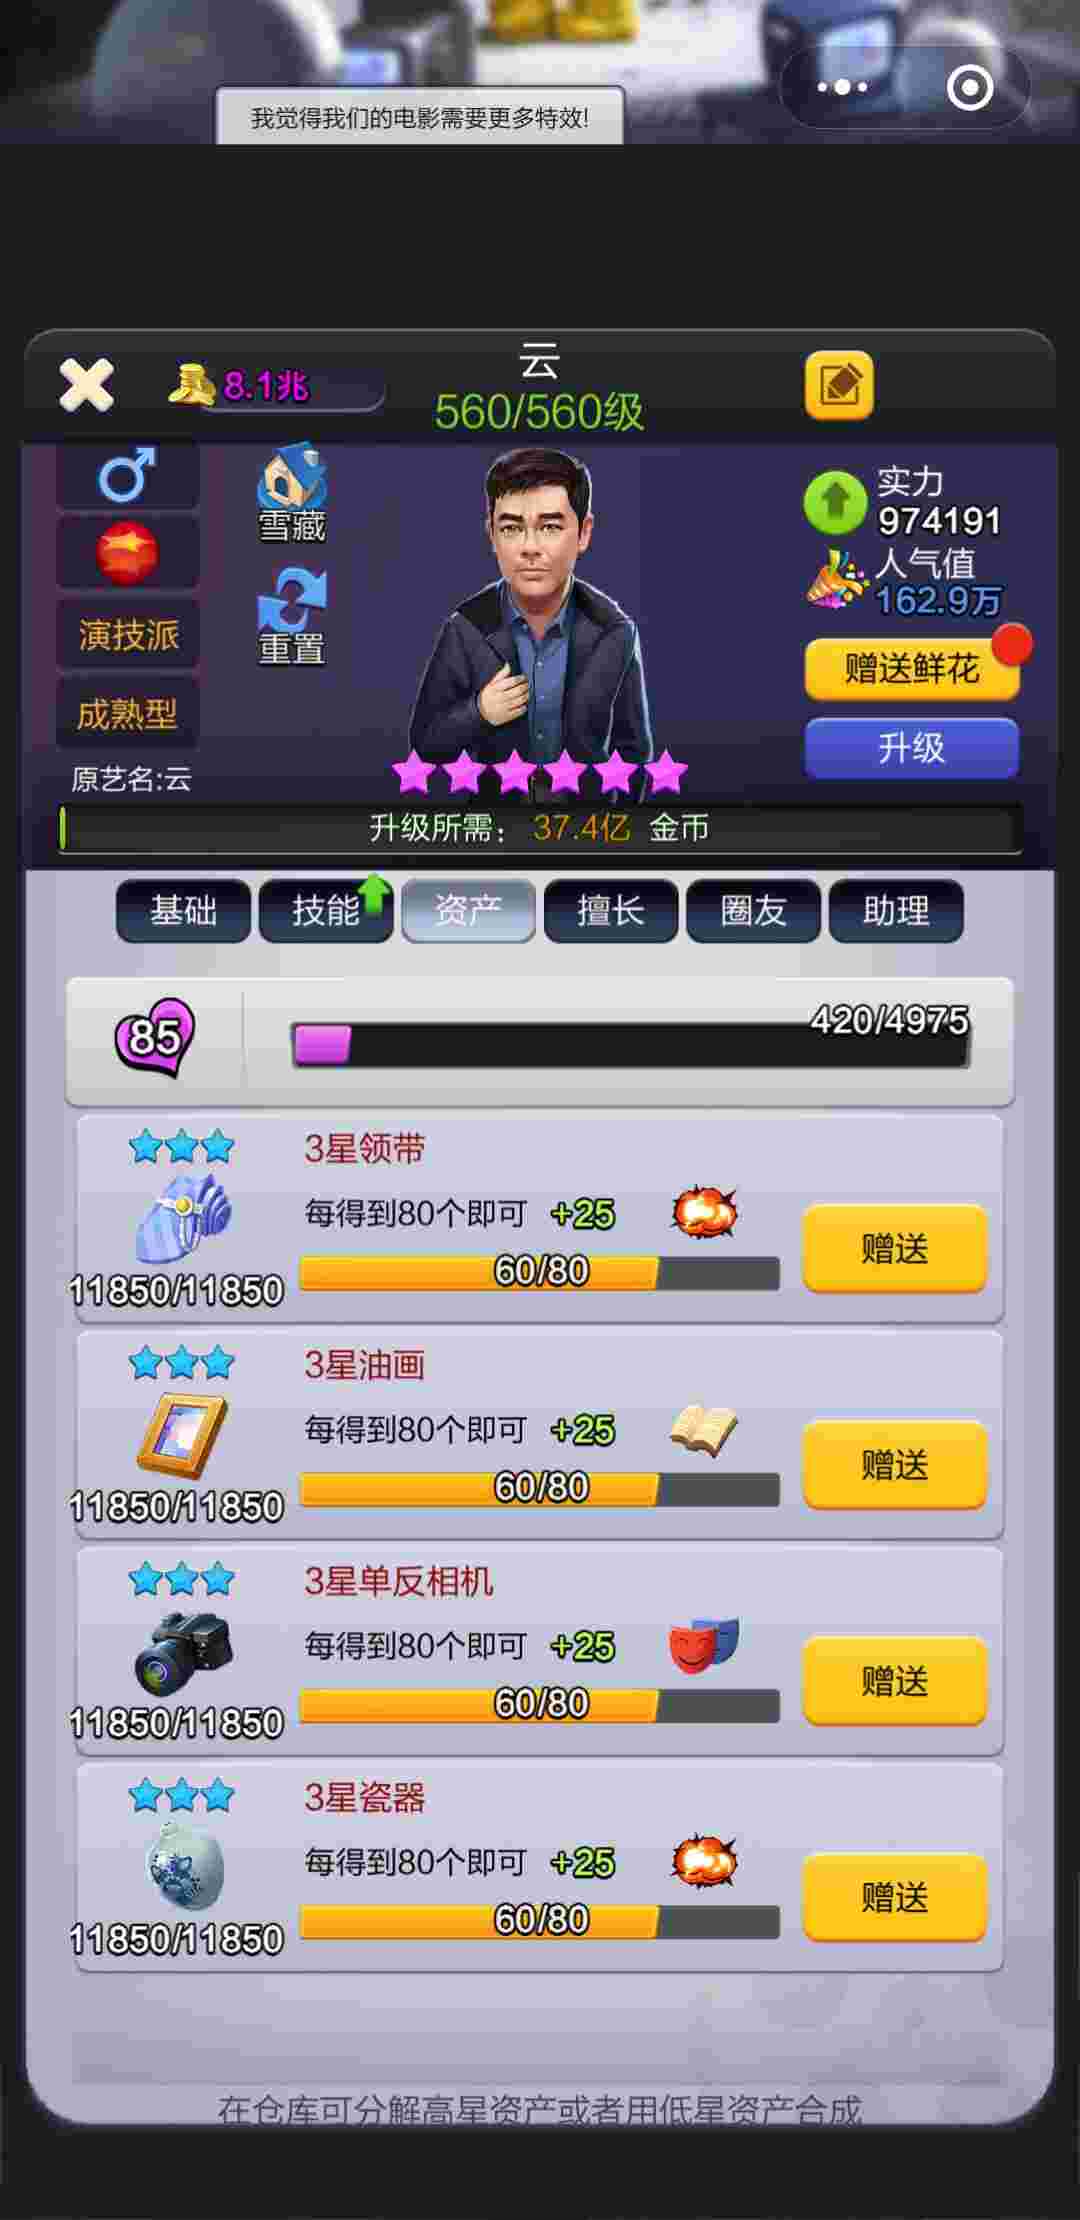 我觉得我们的电影需要更多特效!
云
8.1兆
560/560级
雪藏
重置
演技派
成熟型
原艺名:云
实力
974191
人气值
162.9万
赠送鲜花
升级
升级所需： 37.4亿 金币
基础 技能 资产 擅长 圈友 助理
85
420/4975
3星领带
每得到80个即可 +25
60/80
11850/11850
赠送
3星油画
每得到80个即可 +25
60/80
11850/11850
赠送
3星单反相机
每得到80个即可 +25
60/80
11850/11850
赠送
3星瓷器
每得到80个即可 +25
60/80
11850/11850
赠送
在仓库可分解高星资产或者用低星资产合成